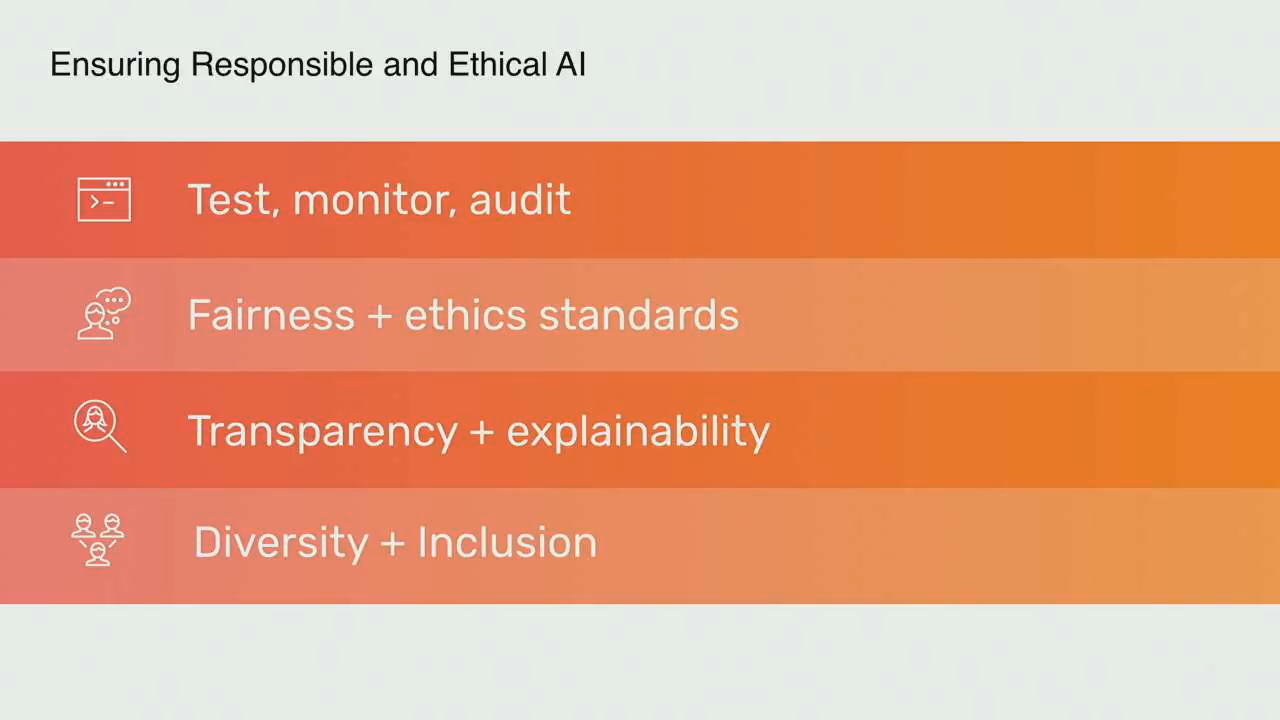 Ensuring Responsible and Ethical AI
Test, monitor, audit
Fairness + ethics standards
Transparency + explainability
Diversity + Inclusion